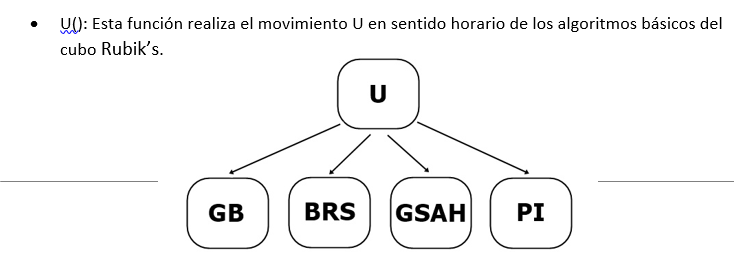 • U(): Esta función realiza el movimiento U en sentido horario de los algoritmos básicos del
cubo Rubik’s.
U
GB BRS GSAH PI